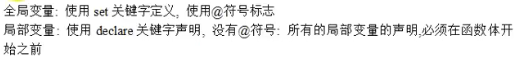 全局变量: 使用 set 关键字定义, 使用@符号标志
局部变量: 使用 declare 关键字声明, 没有@符号: 所有的局部变量的声明,必须在函数体开
始之前